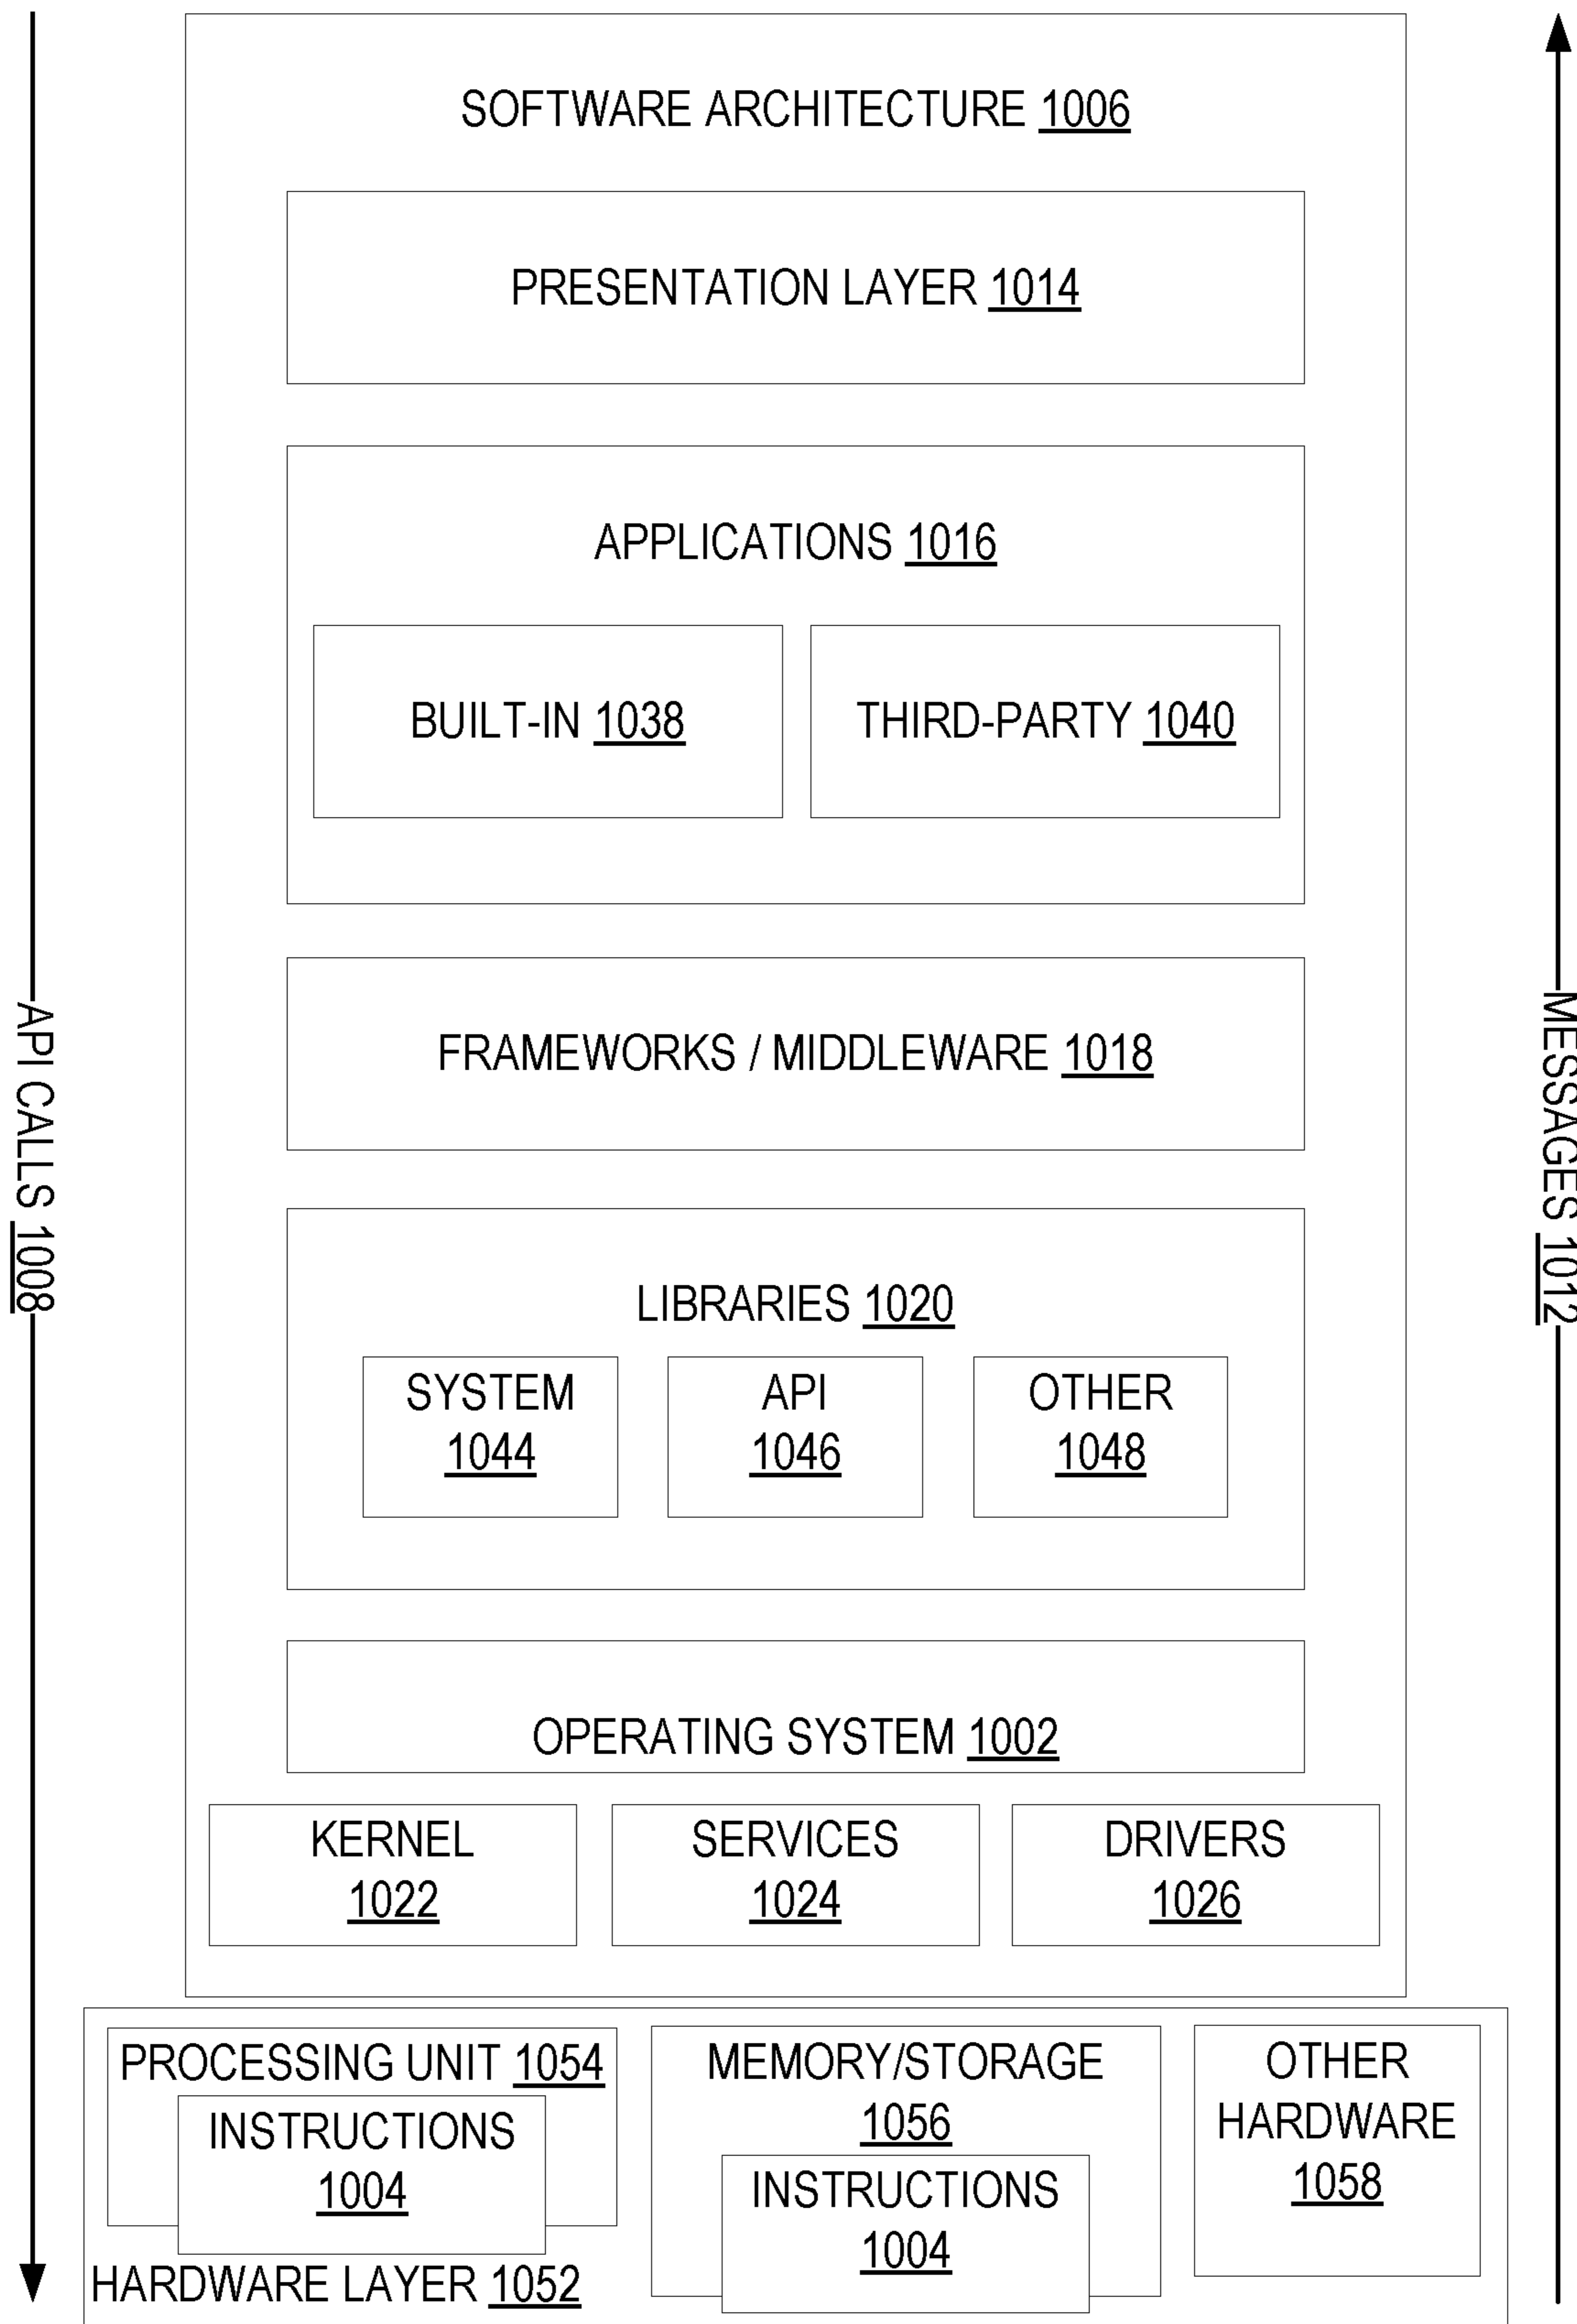 SOFTWARE ARCHITECTURE 1006
PRESENTATION LAYER 1014
APPLICATIONS 1016
BUILT-IN 1038
THIRD-PARTY 1040
FRAMEWORKS / MIDDLEWARE 1018
API CALLS 1008
MESSAGES 1012
LIBRARIES 1020
SYSTEM
1044
API
1046
OTHER
1048
OPERATING SYSTEM 1002
KERNEL
1022
SERVICES
1024
DRIVERS
1026
PROCESSING UNIT 1054
INSTRUCTIONS
1004
MEMORY/STORAGE
1056
INSTRUCTIONS
1004
OTHER
HARDWARE
1058
HARDWARE LAYER 1052